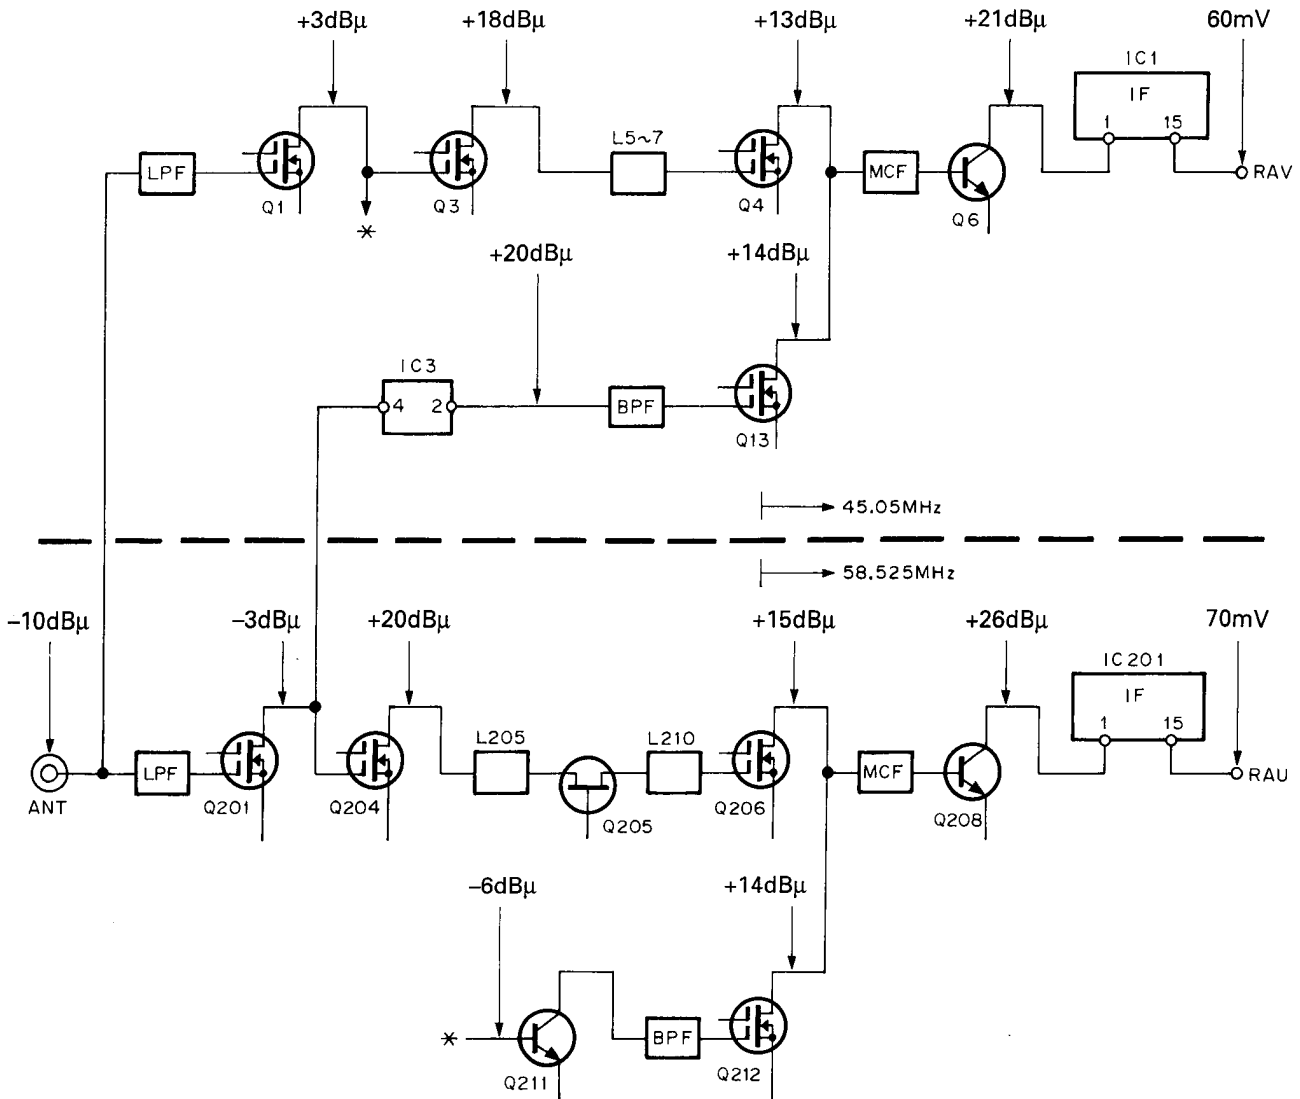 +3dBµ +18dBµ +13dBµ +21dBµ 60mV
IC1
IF
1 15
L5~7
LPF
MCF
RAV
Q1
Q3
Q4
Q6
*
+20dBµ +14dBµ
IC3
4 2
BPF
Q13
45.05MHz
58.525MHz
−10dBµ −3dBµ +20dBµ +15dBµ +26dBµ 70mV
IC201
IF
1 15
L205
L210
LPF
MCF
RAU
ANT
Q201
Q204
Q205
Q206
Q208
−6dBµ +14dBµ
*
BPF
Q211
Q212